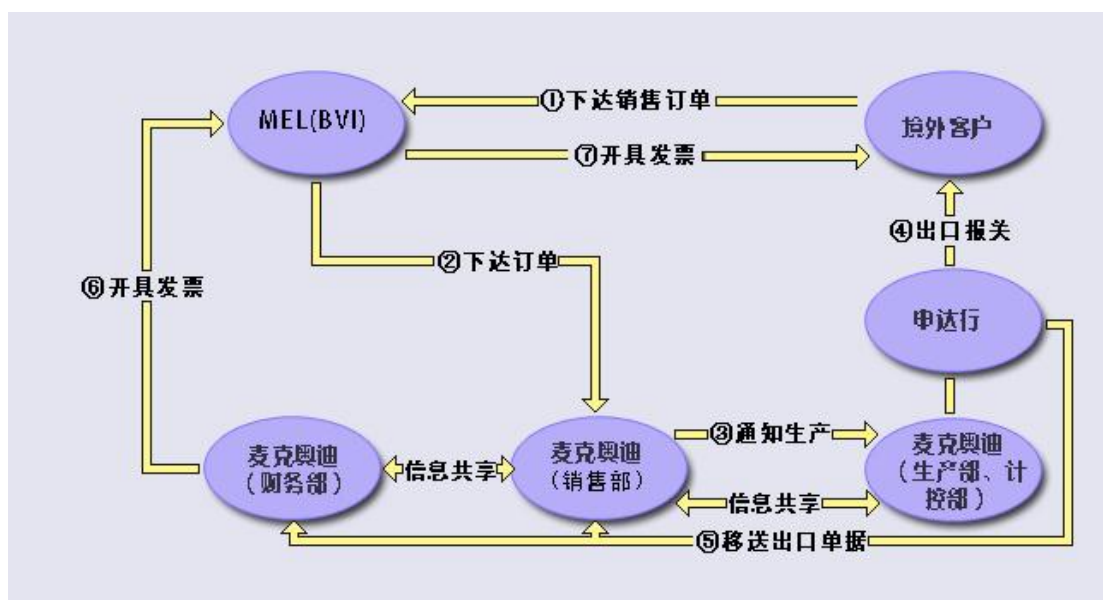 ①下达销售订单
MEL(BVI)
境外客户
⑦开具发票
④出口报关
②下达订单
⑥开具发票
申达行
③通知生产
麦克奥迪
（财务部）
信息共享
麦克奥迪
（销售部）
麦克奥迪
（生产部、计
控部）
信息共享
⑤移送出口单据